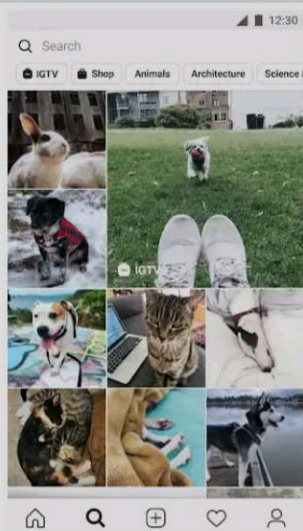 12:30
Search
IGTV
Shop
Animals
Architecture
Science
IGTV